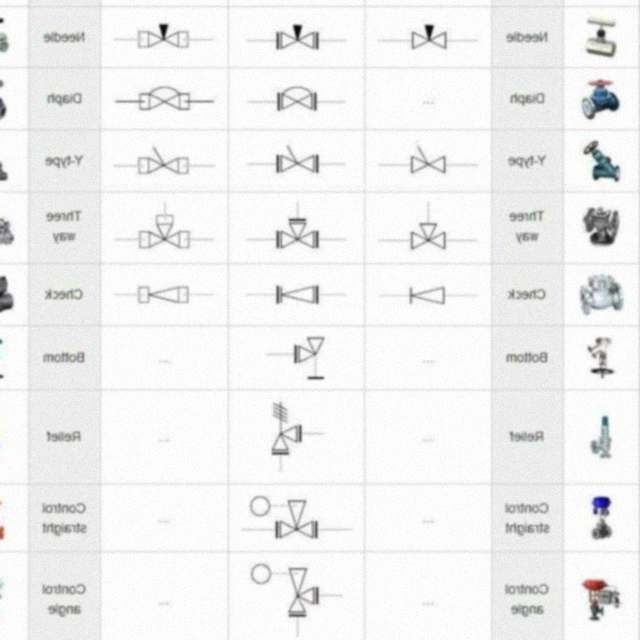 Needle Needle
Diaph ... Diaph
Y-type Y-type
Three Three
way way
Check Check
Bottom ... ... Bottom
Relief ... ... Relief
Control Control
straight ... ... straight
Control Control
angle ... ... angle